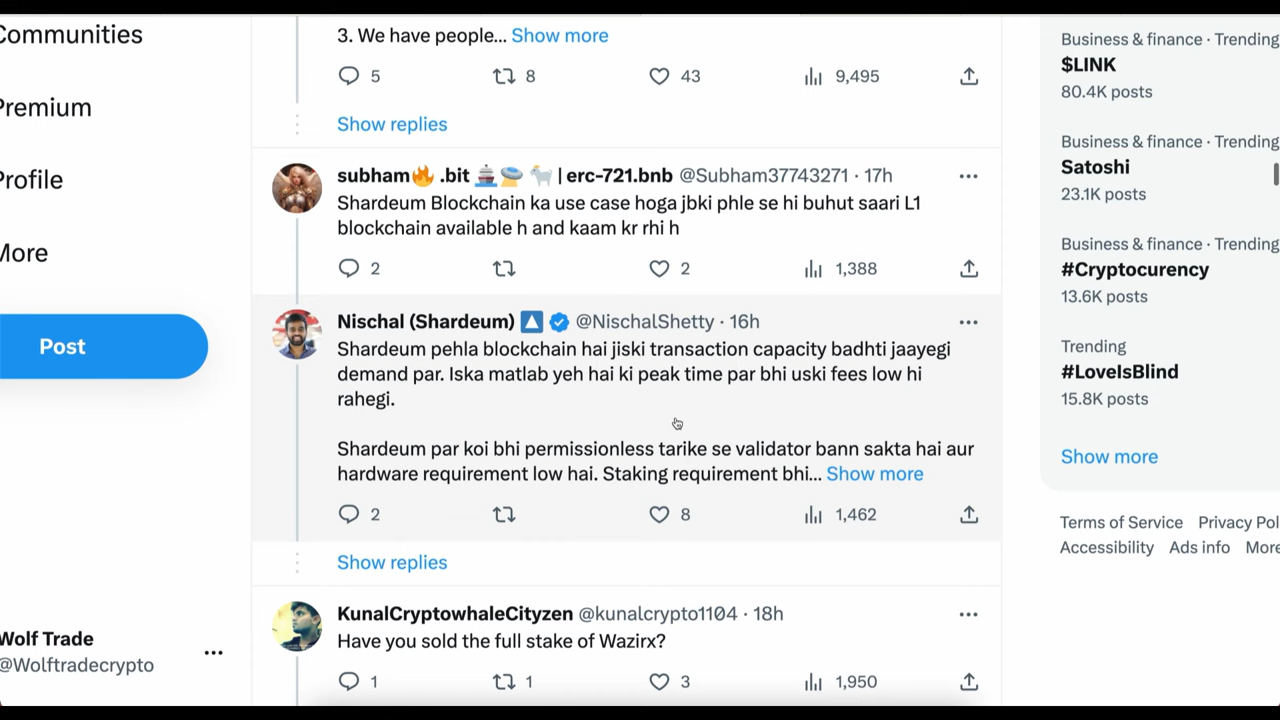 Communities
Premium
Profile
More
Post
Wolf Trade
@Wolftradecrypto
3. We have people... Show more
5 8 43 9,495
Show replies
subham🔥 .bit 🚢 🐐 | erc-721.bnb @Subham37743271 · 17h
Shardeum Blockchain ka use case hoga jbki phle se hi buhut saari L1
blockchain available h and kaam kr rhi h
2 2 1,388
Nischal (Shardeum) @NischalShetty · 16h
Shardeum pehla blockchain hai jiski transaction capacity badhti jaayegi
demand par. Iska matlab yeh hai ki peak time par bhi uski fees low hi
rahegi.
Shardeum par koi bhi permissionless tarike se validator bann sakta hai aur
hardware requirement low hai. Staking requirement bhi... Show more
2 8 1,462
Show replies
KunalCryptowhaleCityzen @kunalcrypto1104 · 18h
Have you sold the full stake of Wazirx?
1 1 3 1,950
Business & finance · Trending
$LINK
80.4K posts
Business & finance · Trending
Satoshi
23.1K posts
Business & finance · Trending
#Cryptocurency
13.6K posts
Trending
#LoveIsBlind
15.8K posts
Show more
Terms of Service Privacy Pol
Accessibility Ads info More